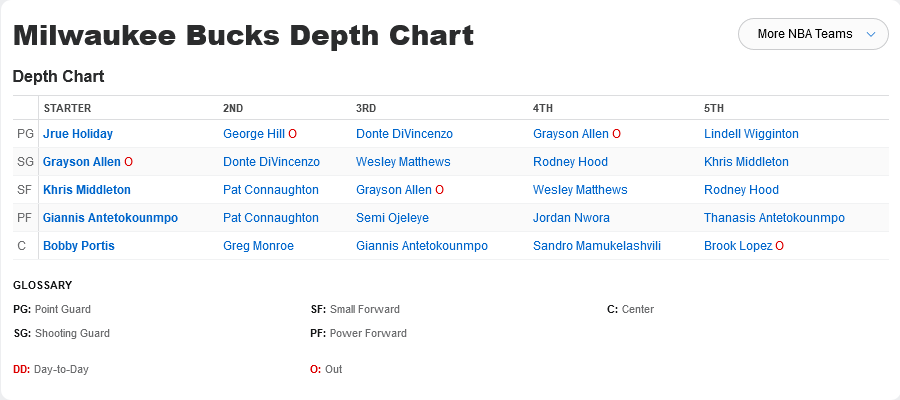 Milwaukee Bucks Depth Chart
More NBA Teams
Depth Chart
STARTER 2ND 3RD 4TH 5TH
PG Jrue Holiday George Hill O Donte DiVincenzo Grayson Allen O Lindell Wigginton
SG Grayson Allen O Donte DiVincenzo Wesley Matthews Rodney Hood Khris Middleton
SF Khris Middleton Pat Connaughton Grayson Allen O Wesley Matthews Rodney Hood
PF Giannis Antetokounmpo Pat Connaughton Semi Ojeleye Jordan Nwora Thanasis Antetokounmpo
C Bobby Portis Greg Monroe Giannis Antetokounmpo Sandro Mamukelashvili Brook Lopez O
GLOSSARY
PG: Point Guard SF: Small Forward C: Center
SG: Shooting Guard PF: Power Forward
DD: Day-to-Day O: Out